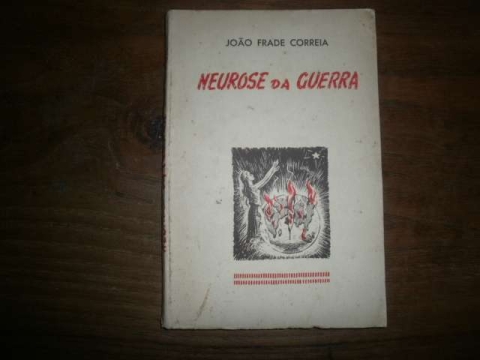 JOÃO FRADE CORREIA
NEUROSE DA GUERRA